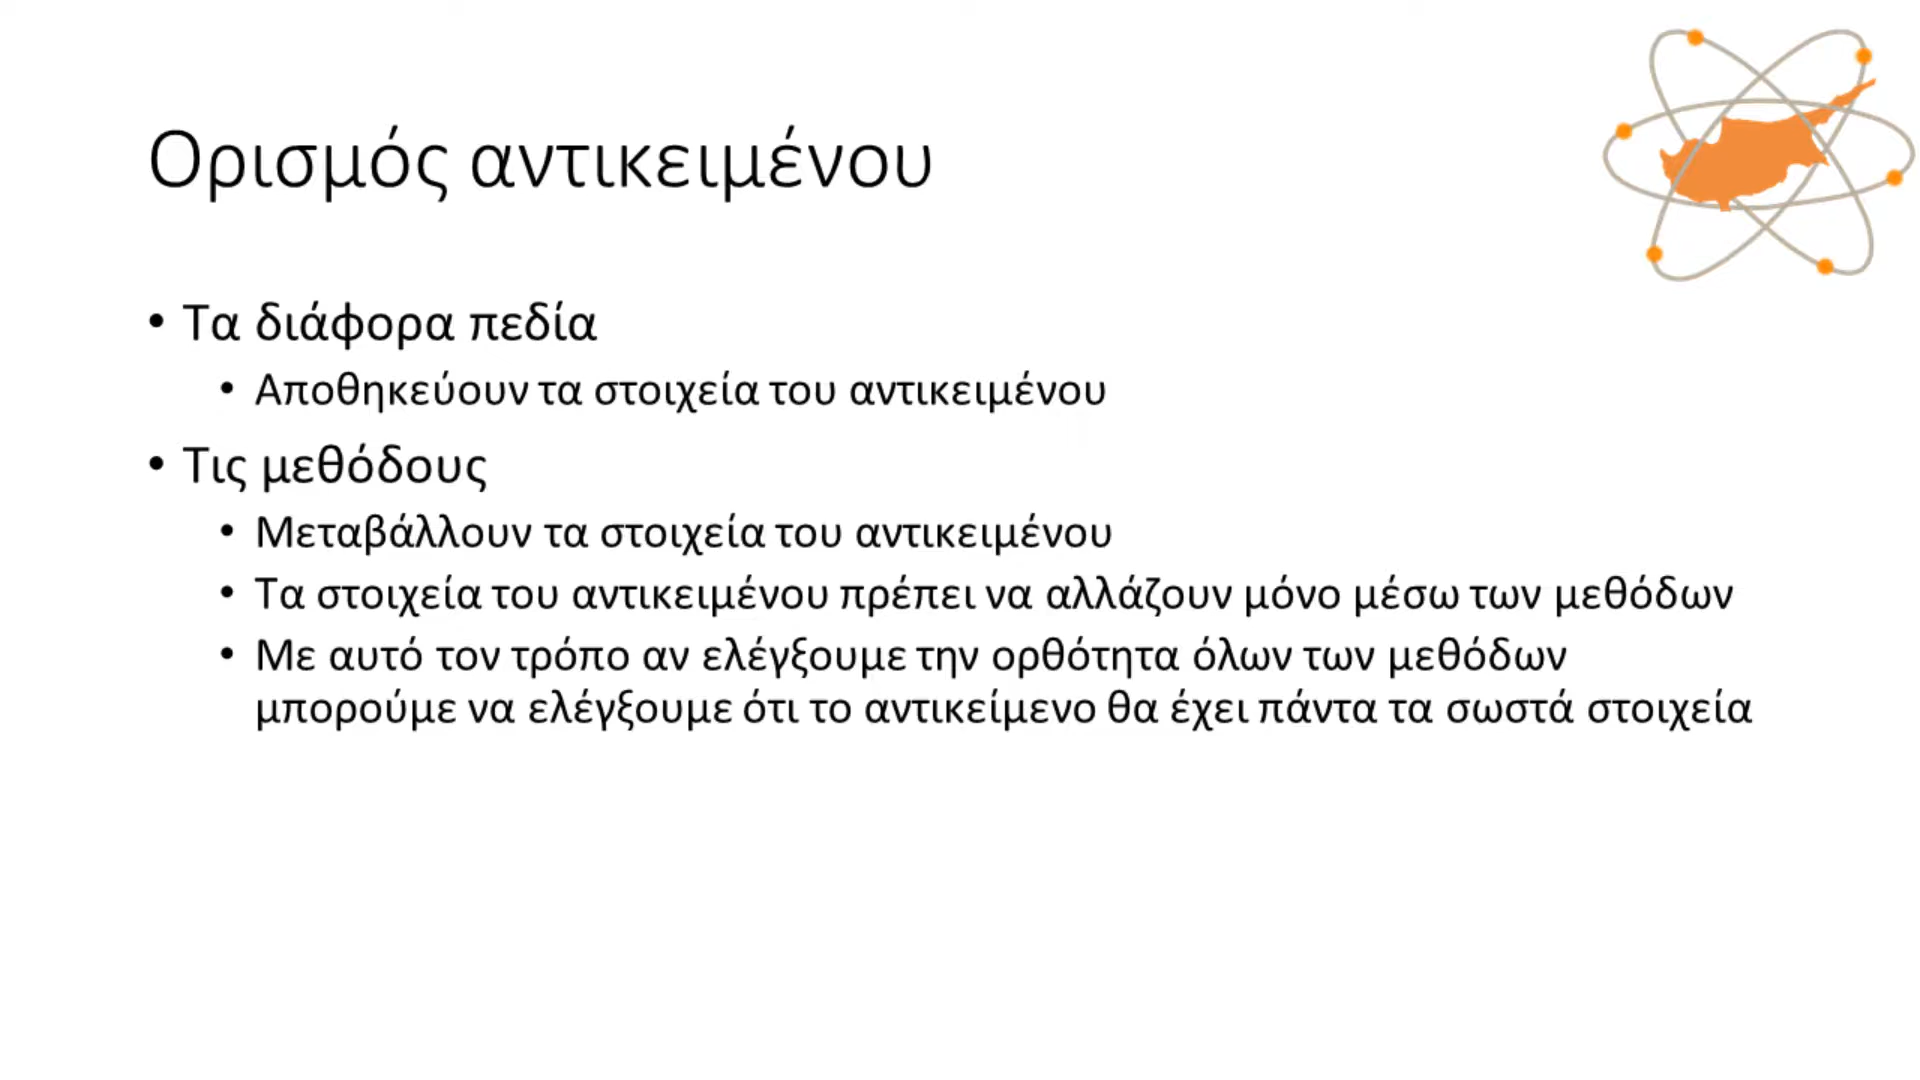 Ορισμός αντικειμένου
• Τα διάφορα πεδία
• Αποθηκεύουν τα στοιχεία του αντικειμένου
• Τις μεθόδους
• Μεταβάλλουν τα στοιχεία του αντικειμένου
• Τα στοιχεία του αντικειμένου πρέπει να αλλάζουν μόνο μέσω των μεθόδων
• Με αυτό τον τρόπο αν ελέγξουμε την ορθότητα όλων των μεθόδων
μπορούμε να ελέγξουμε ότι το αντικείμενο θα έχει πάντα τα σωστά στοιχεία